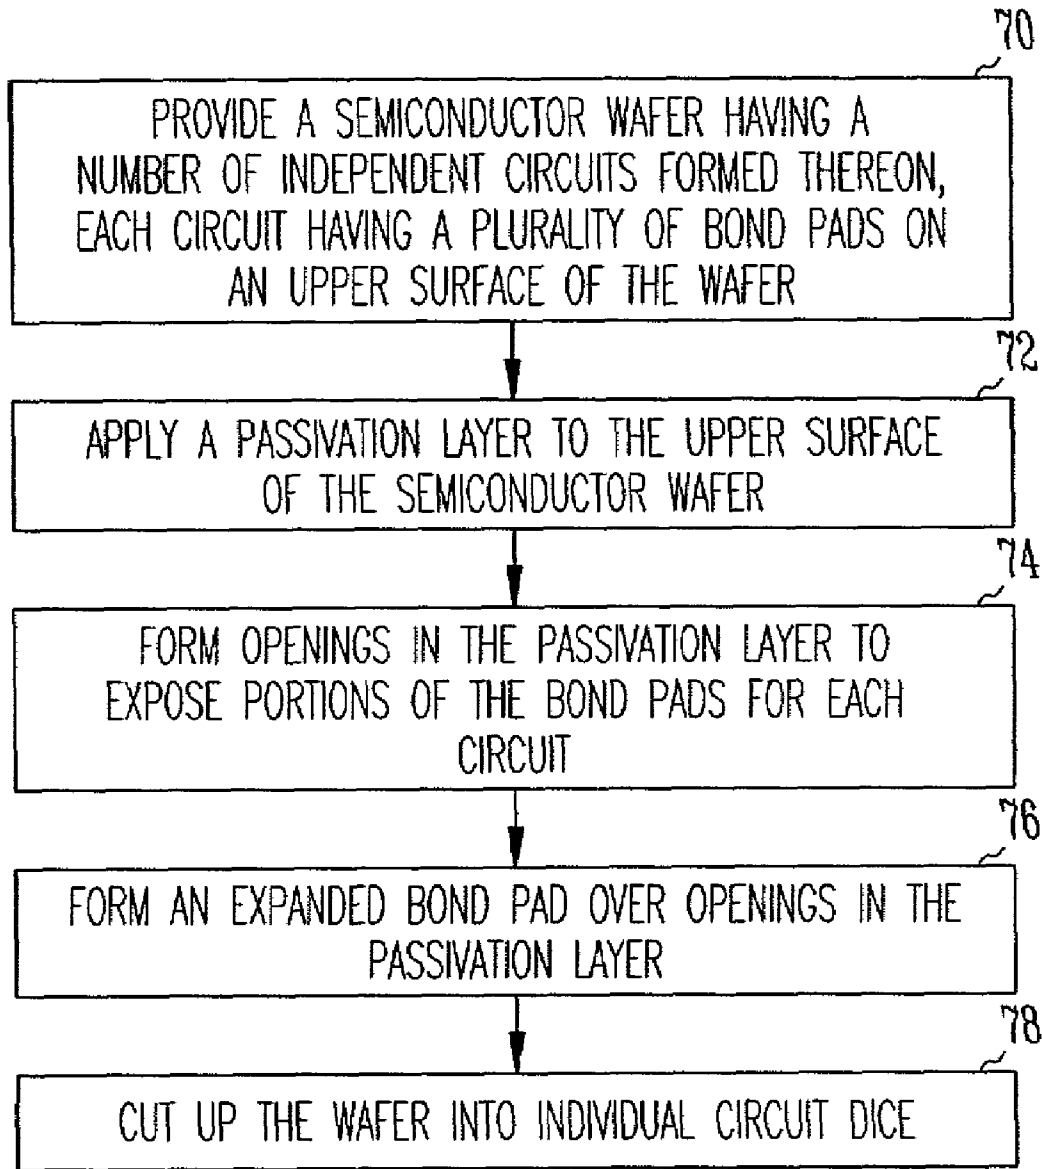 70
PROVIDE A SEMICONDUCTOR WAFER HAVING A
NUMBER OF INDEPENDENT CIRCUITS FORMED THEREON,
EACH CIRCUIT HAVING A PLURALITY OF BOND PADS ON
AN UPPER SURFACE OF THE WAFER
72
APPLY A PASSIVATION LAYER TO THE UPPER SURFACE
OF THE SEMICONDUCTOR WAFER
74
FORM OPENINGS IN THE PASSIVATION LAYER TO
EXPOSE PORTIONS OF THE BOND PADS FOR EACH
CIRCUIT
76
FORM AN EXPANDED BOND PAD OVER OPENINGS IN THE
PASSIVATION LAYER
78
CUT UP THE WAFER INTO INDIVIDUAL CIRCUIT DICE